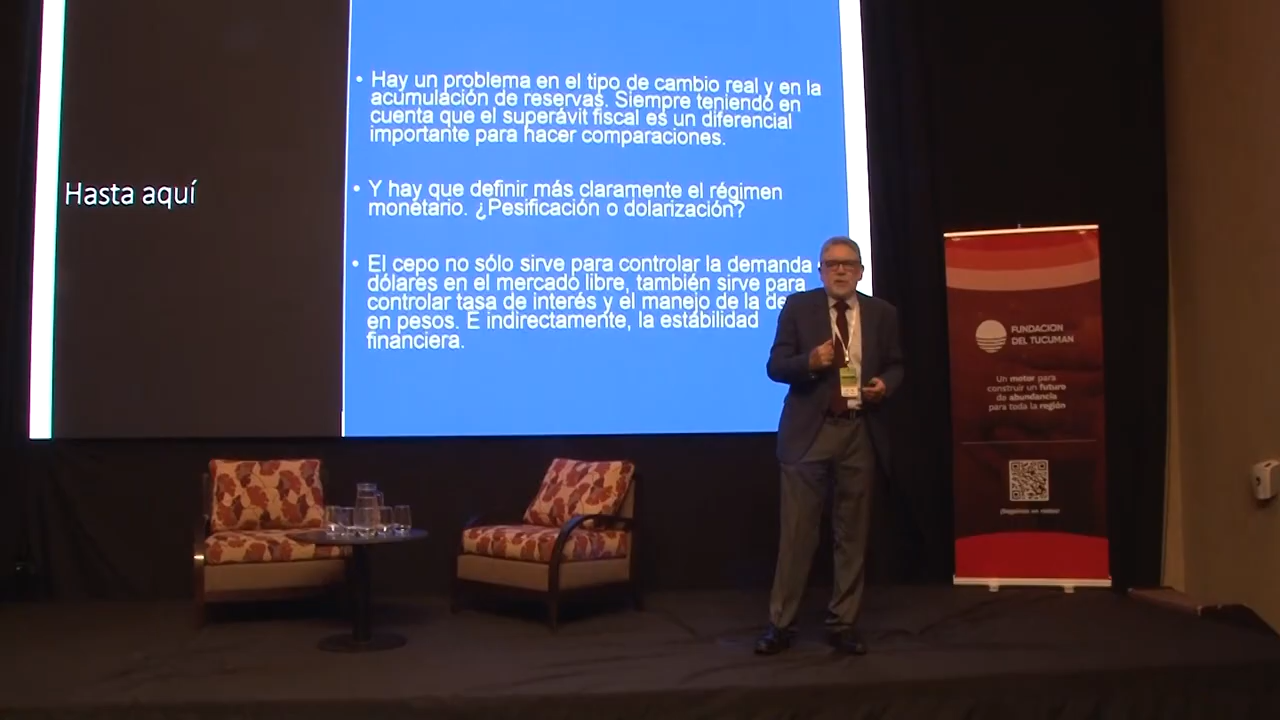 Hasta aquí
• Hay un problema en el tipo de cambio real y en la
acumulación de reservas. Siempre teniendo en
cuenta que el superávit fiscal es un diferencial
importante para hacer comparaciones.
• Y hay que definir más claramente el régimen
monetario. ¿Pesificación o dolarización?
• El cepo no sólo sirve para controlar la demanda
dólares en el mercado libre, también sirve para
controlar tasa de interés y el manejo de la de
en pesos. E indirectamente, la estabilidad
financiera.
FUNDACION
DEL TUCUMAN
Un motor para
construir un futuro
de abundancia
para toda la región
¡Seguinos en redes!